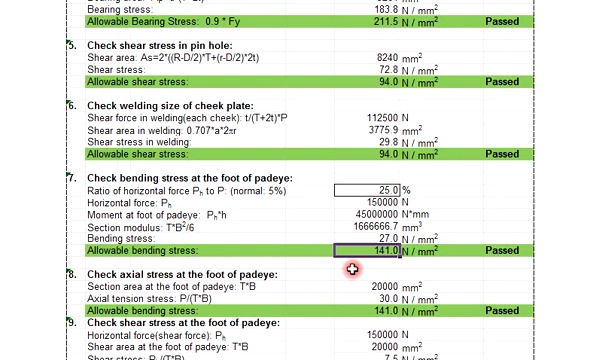 Bearing stress: 183.8 N / mm²
Allowable Bearing Stress: 0.9 * Fy 211.5 N / mm² Passed
5. Check shear stress in pin hole:
Shear area: As=2*((R-D/2)*T+(r-D/2)*2t) 8240 mm²
Shear stress: 72.8 N / mm²
Allowable shear stress: 94.0 N / mm² Passed
6. Check welding size of cheek plate:
Shear force in welding(each cheek): t/(T+2t)*P 112500 N
Shear area in welding: 0.707*a*2πr 3775.9 mm²
Shear stress in welding: 29.8 N / mm²
Allowable shear stress: 94.0 N / mm² Passed
7. Check bending stress at the foot of padeye:
Ratio of horizontal force Pₕ to P: (normal: 5%) 25.0 %
Horizontal force: Pₕ 150000 N
Moment at foot of padeye: Pₕ*h 45000000 N*mm
Section modulus: T*B²/6 1666666.7 mm³
Bending stress: 27.0 N / mm²
Allowable bending stress: 141.0 N / mm² Passed
8. Check axial stress at the foot of padeye:
Section area at the foot of padeye: T*B 20000 mm²
Axial tension stress: P/(T*B) 30.0 N / mm²
Allowable bending stress: 141.0 N / mm² Passed
9. Check shear stress at the foot of padeye:
Horizontal force(shear force): Pₕ 150000 N
Shear area at the foot of padeye: T*B 20000 mm²
Shear stress: Pₕ/(T*B) 7.5 N / mm²